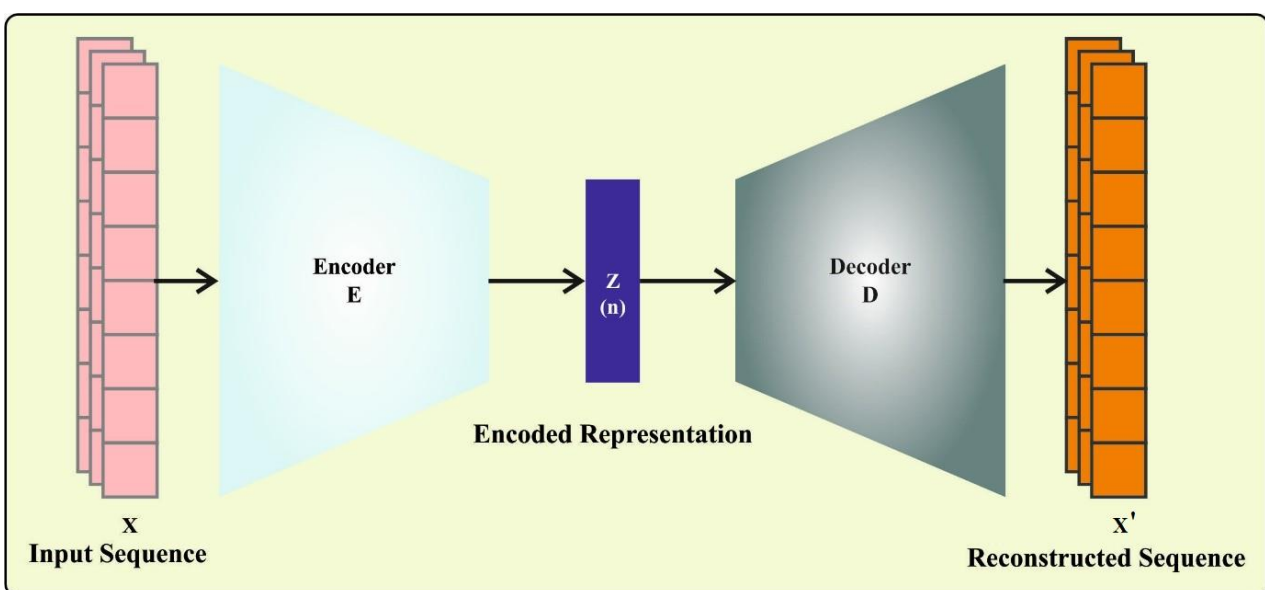 Encoder
E
Z
(n)
Decoder
D
Encoded Representation
X
Input Sequence
X'
Reconstructed Sequence